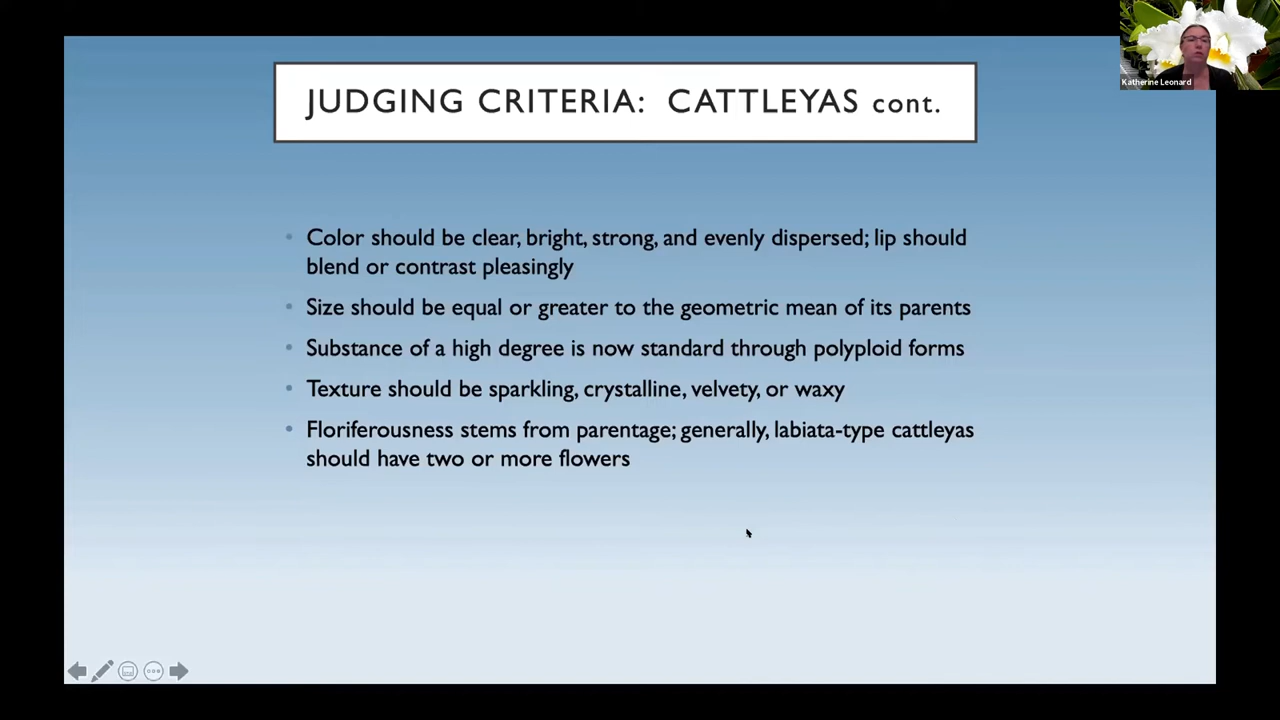 Katherine Leonard
JUDGING CRITERIA: CATTLEYAS cont.
• Color should be clear, bright, strong, and evenly dispersed; lip should
blend or contrast pleasingly
• Size should be equal or greater to the geometric mean of its parents
• Substance of a high degree is now standard through polyploid forms
• Texture should be sparkling, crystalline, velvety, or waxy
• Floriferousness stems from parentage; generally, labiata-type cattleyas
should have two or more flowers